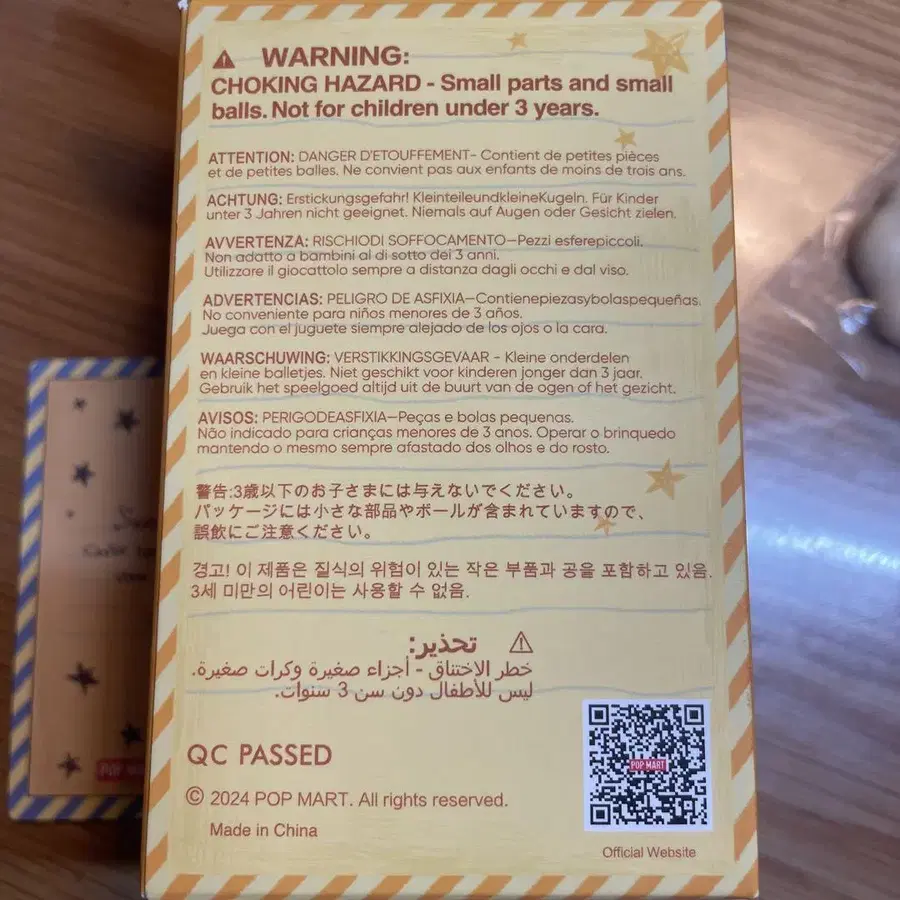 ⚠ WARNING:
CHOKING HAZARD - Small parts and small
balls. Not for children under 3 years.
ATTENTION: DANGER D'ETOUFFEMENT- Contient de petites pièces
et de petites balles. Ne convient pas aux enfants de moins de trois ans.
ACHTUNG: Erstickungsgefahr! KleinteileundkleineKugeln. Für Kinder
unter 3 Jahren nicht geeignet. Niemals auf Augen oder Gesicht zielen.
AVVERTENZA: RISCHIODI SOFFOCAMENTO—Pezzi esferepiccoli.
Non adatto a bambini al di sotto dei 3 anni.
Utilizzare il giocattolo sempre a distanza dagli occhi e dal viso.
ADVERTENCIAS: PELIGRO DE ASFIXIA—Contienepiezasybolaspequeñas.
No conveniente para niños menores de 3 años.
Juega con el juguete siempre alejado de los ojos o la cara.
WAARSCHUWING: VERSTIKKINGSGEVAAR - Kleine onderdelen
en kleine balletjes. Niet geschikt voor kinderen jonger dan 3 jaar.
Gebruik het speelgoed altijd uit de buurt van de ogen of het gezicht.
AVISOS: PERIGODEASFIXIA—Peças e bolas pequenas.
Não indicado para crianças menores de 3 anos. Operar o brinquedo
mantendo o mesmo sempre afastado dos olhos e do rosto.
警告:3歳以下のお子さまには与えないでください。
パッケージには小さな部品やボールが含まれていますので、
誤飲にご注意ください。
경고! 이 제품은 질식의 위험이 있는 작은 부품과 공을 포함하고 있음.
3세 미만의 어린이는 사용할 수 없음.
⚠ تحذير:
خطر الاختناق - أجزاء صغيرة وكرات صغيرة.
ليس للأطفال دون سن 3 سنوات.
QC PASSED
© 2024 POP MART. All rights reserved.
Made in China
POP MART
Official Website
POP MART